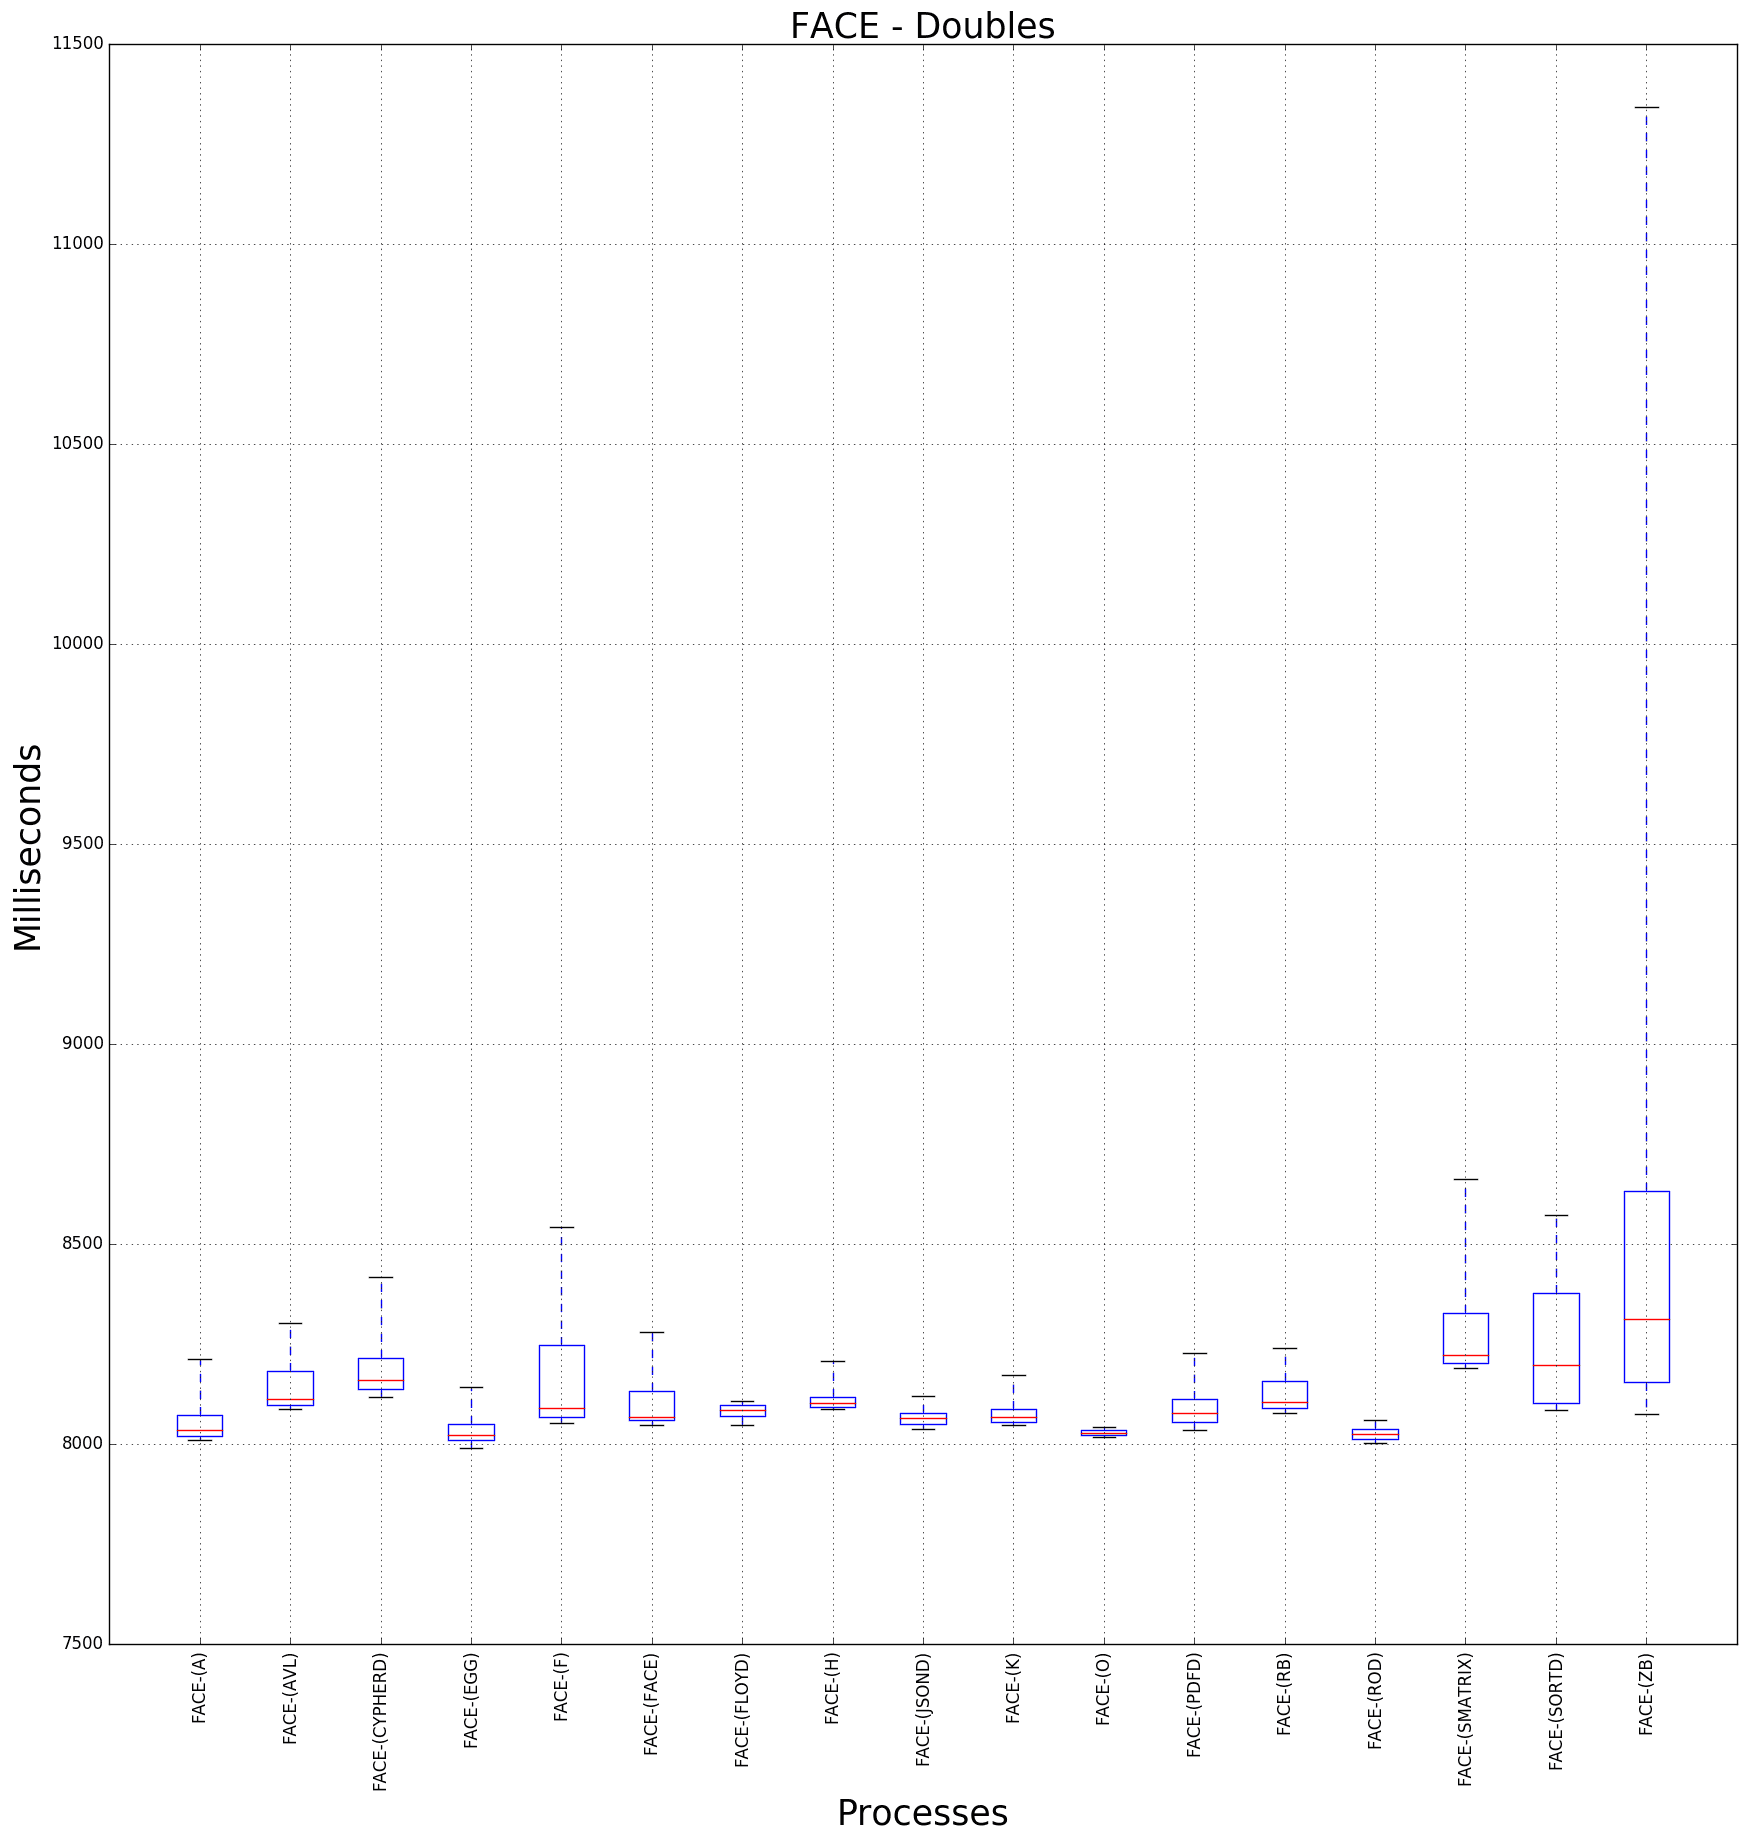 FACE - Doubles
11500
11000
10500
10000
9500
9000
8500
8000
7500
Milliseconds
FACE-(A)
FACE-(AVL)
FACE-(CYPHERD)
FACE-(EGG)
FACE-(F)
FACE-(FACE)
FACE-(FLOYD)
FACE-(H)
FACE-(JSOND)
FACE-(K)
FACE-(O)
FACE-(PDFD)
FACE-(RB)
FACE-(ROD)
FACE-(SMATRIX)
FACE-(SORTD)
FACE-(ZB)
Processes